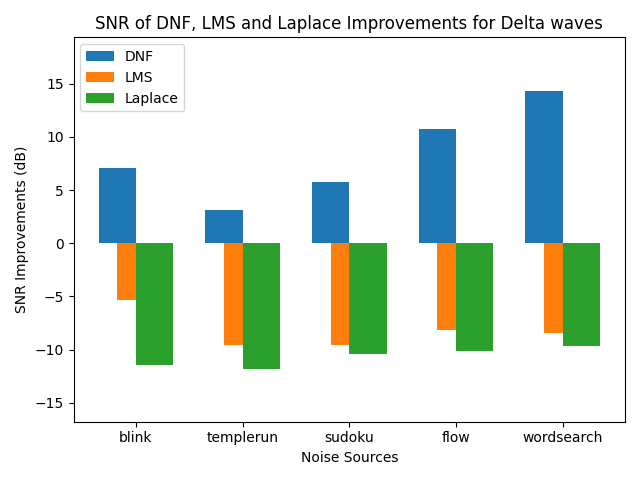 SNR of DNF, LMS and Laplace Improvements for Delta waves
DNF
LMS
Laplace
SNR Improvements (dB)
15
10
5
0
−5
−10
−15
blink templerun sudoku flow wordsearch
Noise Sources